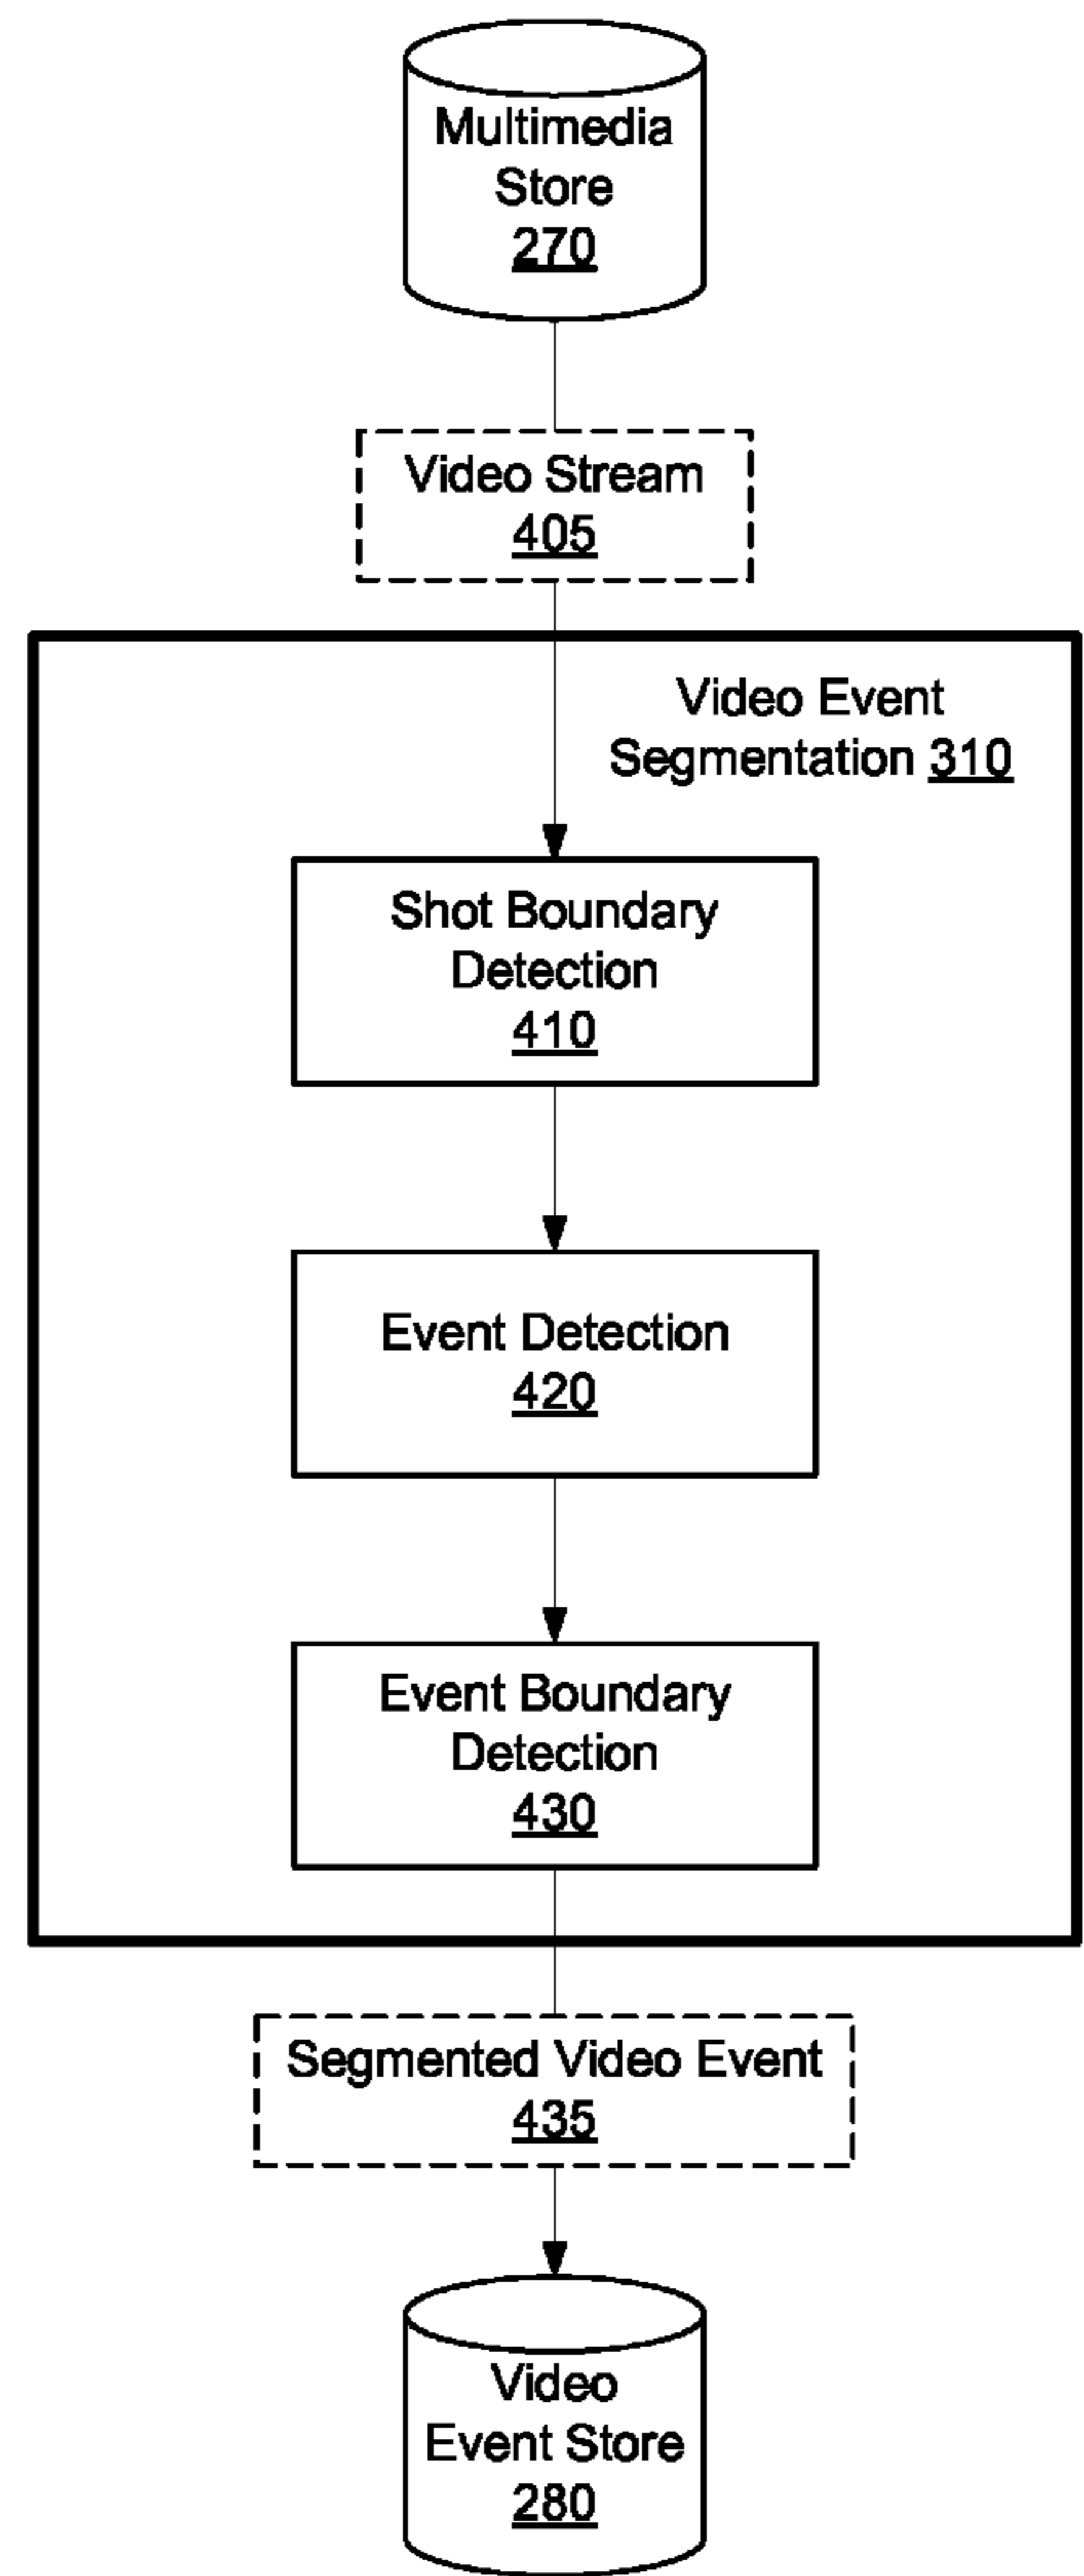 Multimedia
Store
270
Video Stream
405
Video Event
Segmentation 310
Shot Boundary
Detection
410
Event Detection
420
Event Boundary
Detection
430
Segmented Video Event
435
Video
Event Store
280